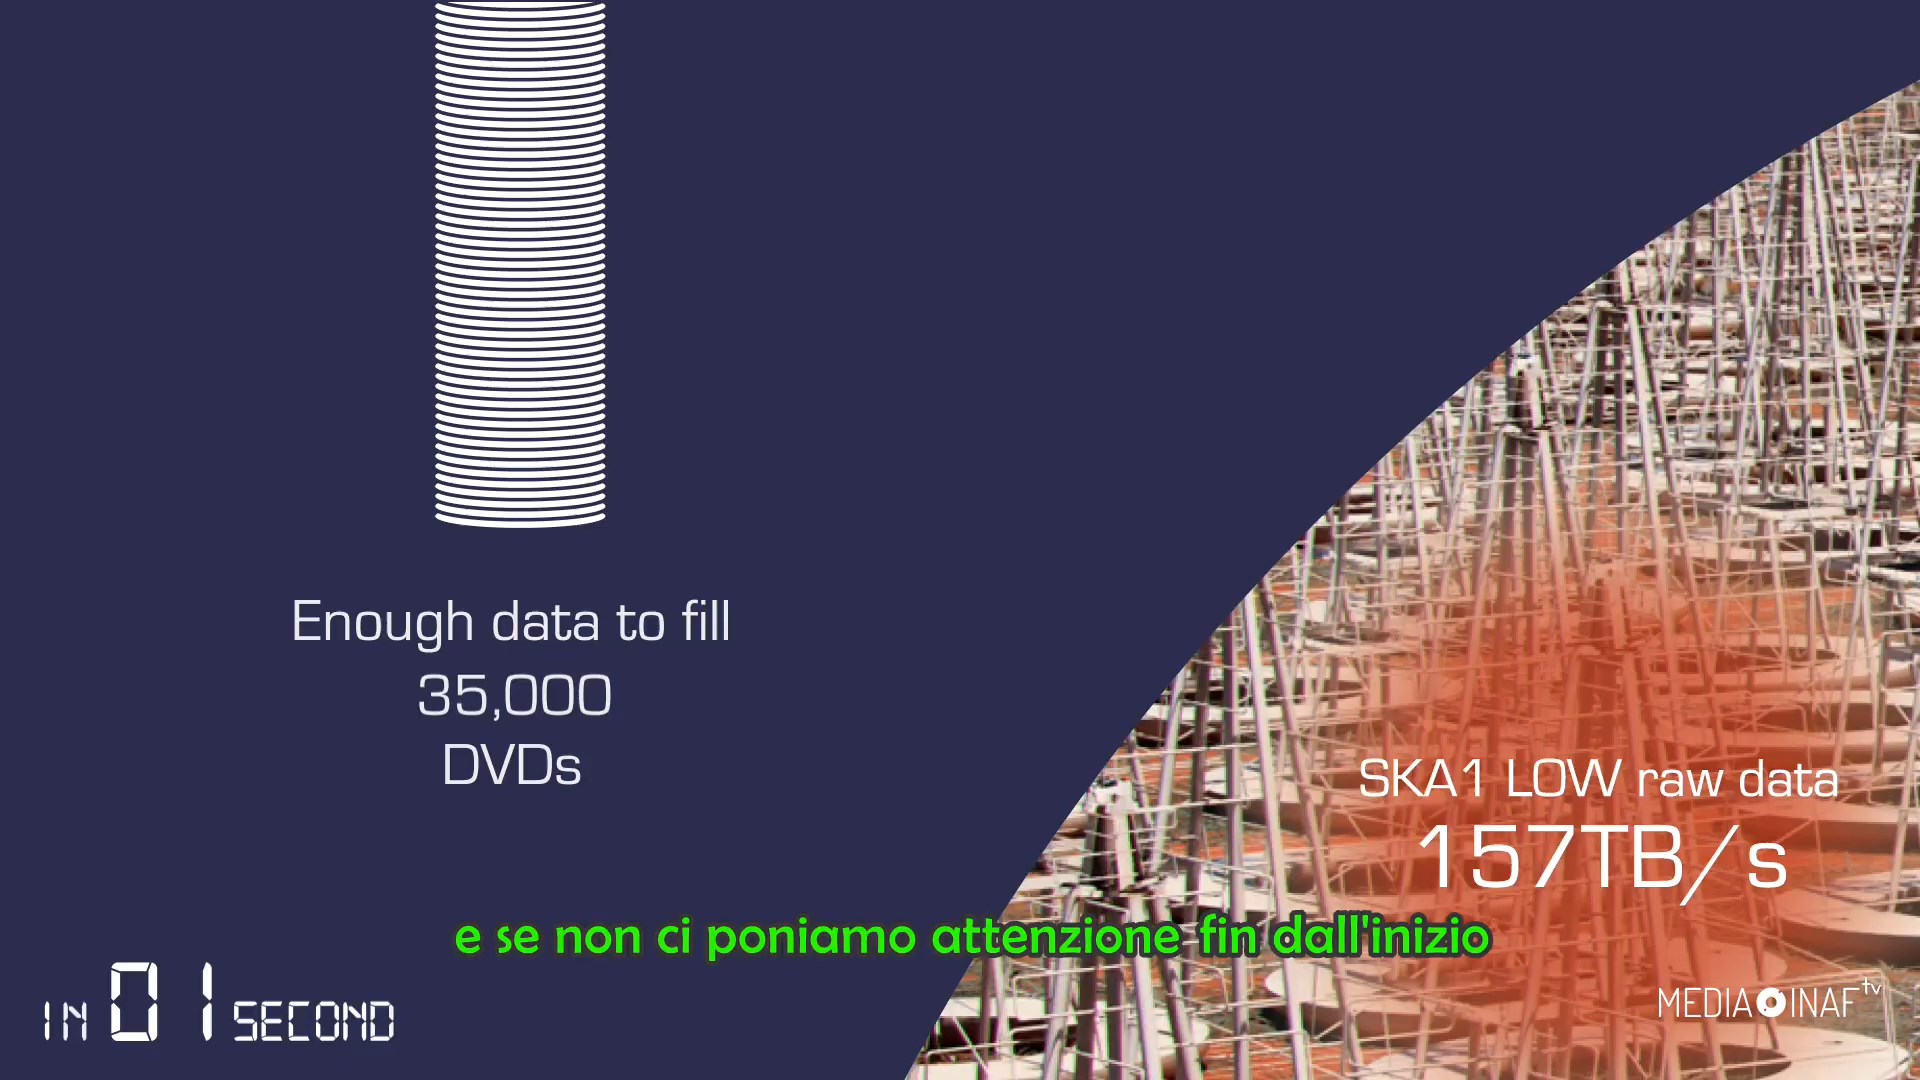 Enough data to fill
35,000
DVDs
SKA1 LOW raw data
157TB/s
e se non ci poniamo attenzione fin dall'inizio
IN 01 SECOND
MEDIA INAF tv